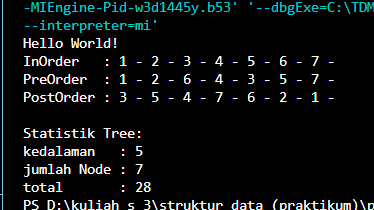 -MIEngine-Pid-w3d1445y.b53' '--dbgExe=C:\TDM
--interpreter=mi'
Hello World!
InOrder   : 1 - 2 - 3 - 4 - 5 - 6 - 7 -
PreOrder  : 1 - 2 - 6 - 4 - 3 - 5 - 7 -
PostOrder : 3 - 5 - 4 - 7 - 6 - 2 - 1 -
Statistik Tree:
kedalaman   : 5
jumlah Node : 7
total       : 28
PS D:\kuliah s 3\struktur data (praktikum)\p